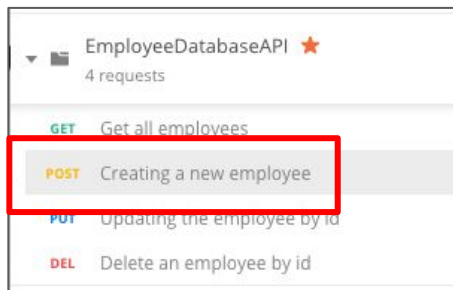 EmployeeDatabaseAPI
4 requests
GET Get all employees
POST Creating a new employee
PUT Updating the employee by id
DEL Delete an employee by id